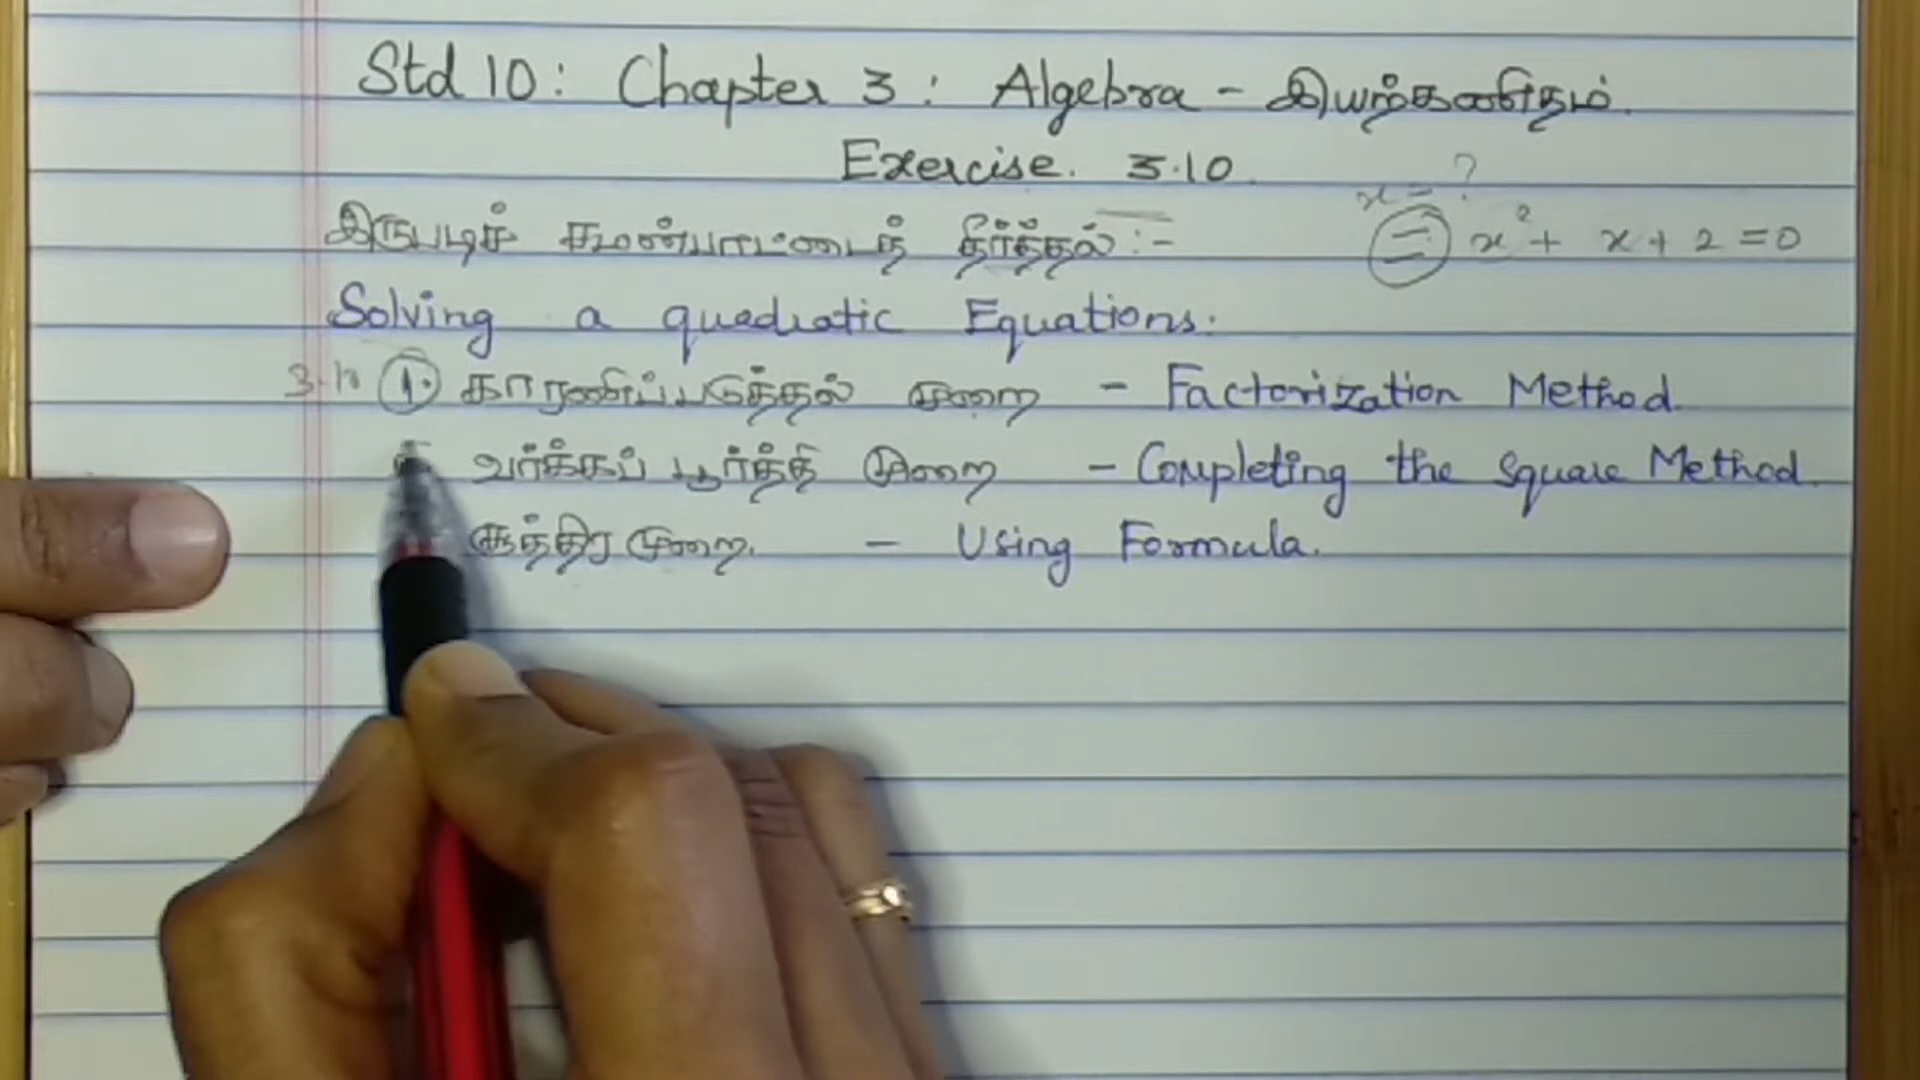 Std 10: Chapter 3: Algebra - இயற்கணிதம்.
Exercise. 3.10
x = ?
இருபடிச் சமன்பாட்டைத் தீர்த்தல் :-
= x² + x + 2 = 0
Solving a quadratic Equations:
3.10 1. காரணிப்படுத்தல் முறை - Factorization Method.
வர்க்கப் பூர்த்தி முறை - Completing the Square Method.
சூத்திர முறை. - Using Formula.